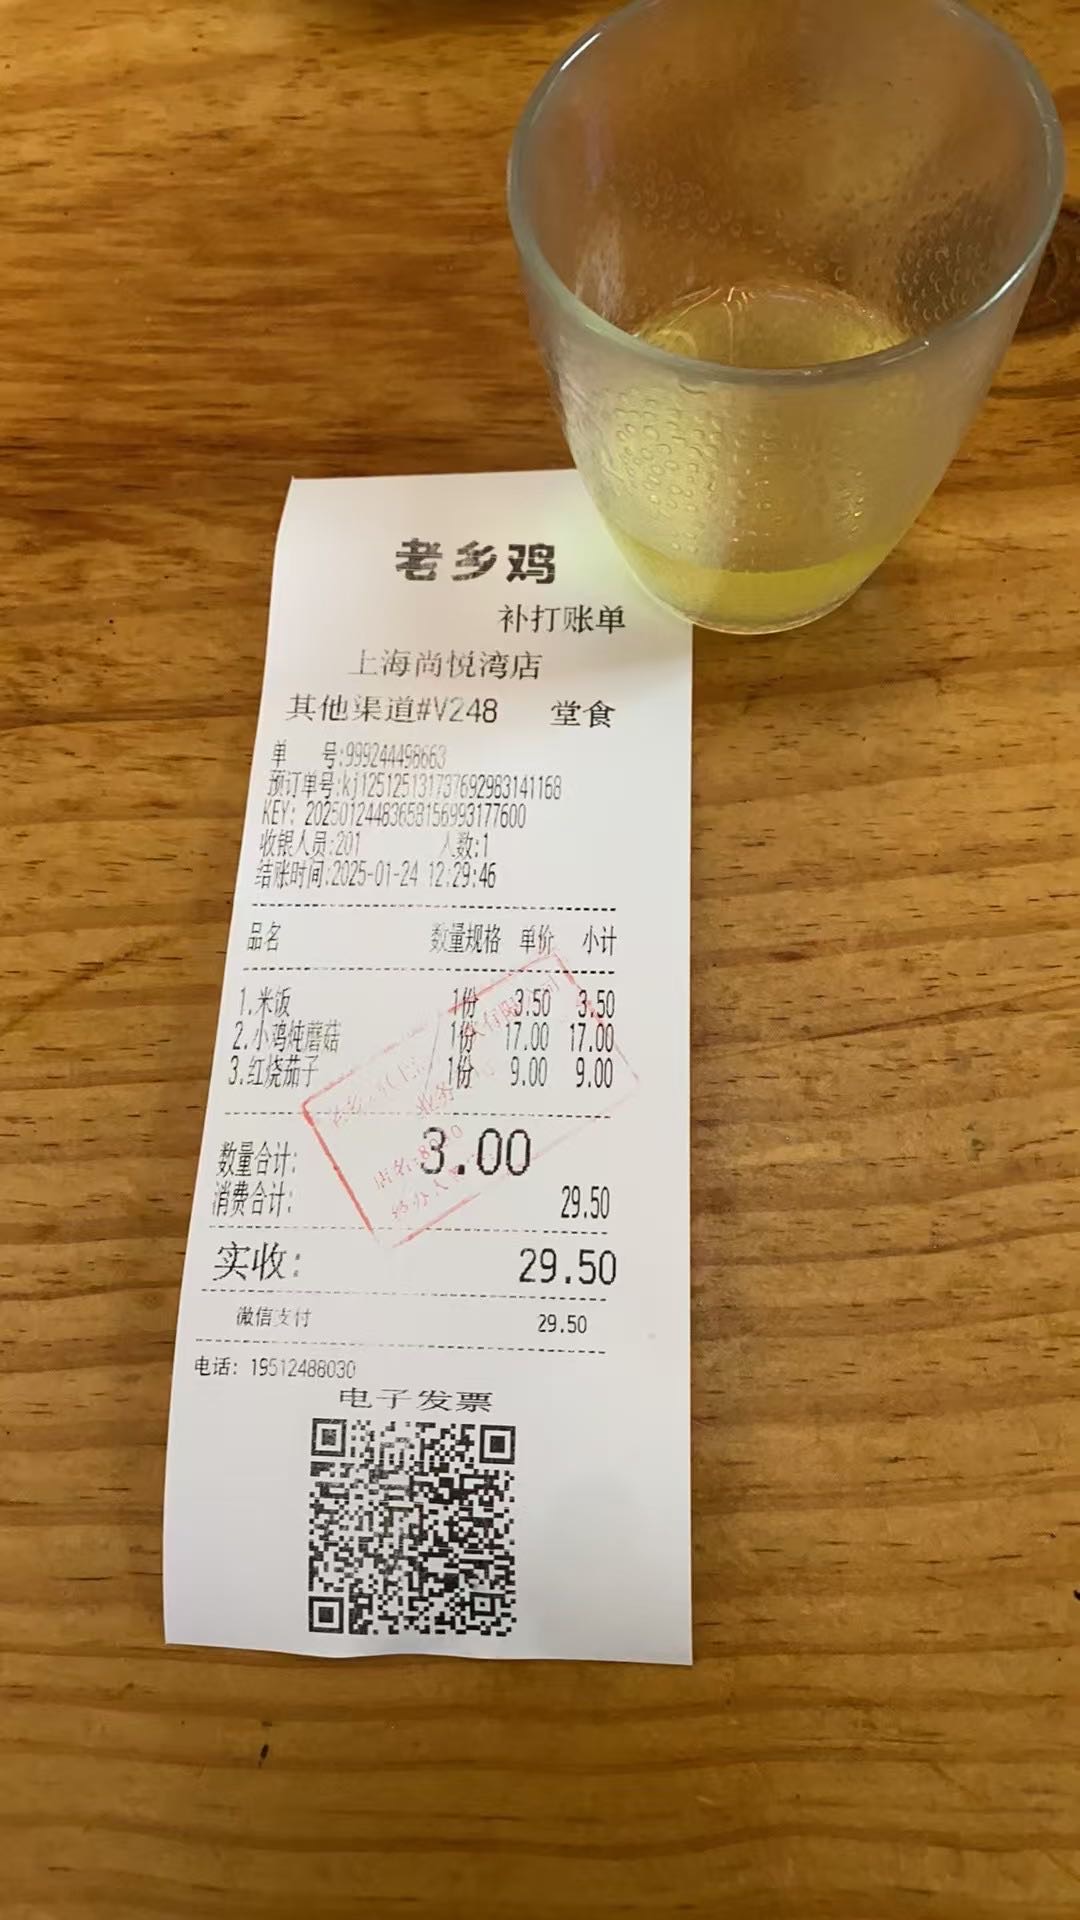 老乡鸡
补打账单
上海尚悦湾店
其他渠道#V248 堂食
单 号:999244498663
预订单号:kj1251251317376929831411​68
KEY: 202501244836581569931776​00
收银人员:201 人数:1
结账时间:2025-01-24 12:29:46
品名 数量规格 单价 小计
1.米饭 1份 3.50 3.50
2.小鸡炖蘑菇 1份 17.00 17.00
3.红烧茄子 1份 9.00 9.00
数量合计: 3.00
消费合计: 29.50
实收: 29.50
微信支付 29.50
电话: 19512488030
电子发票